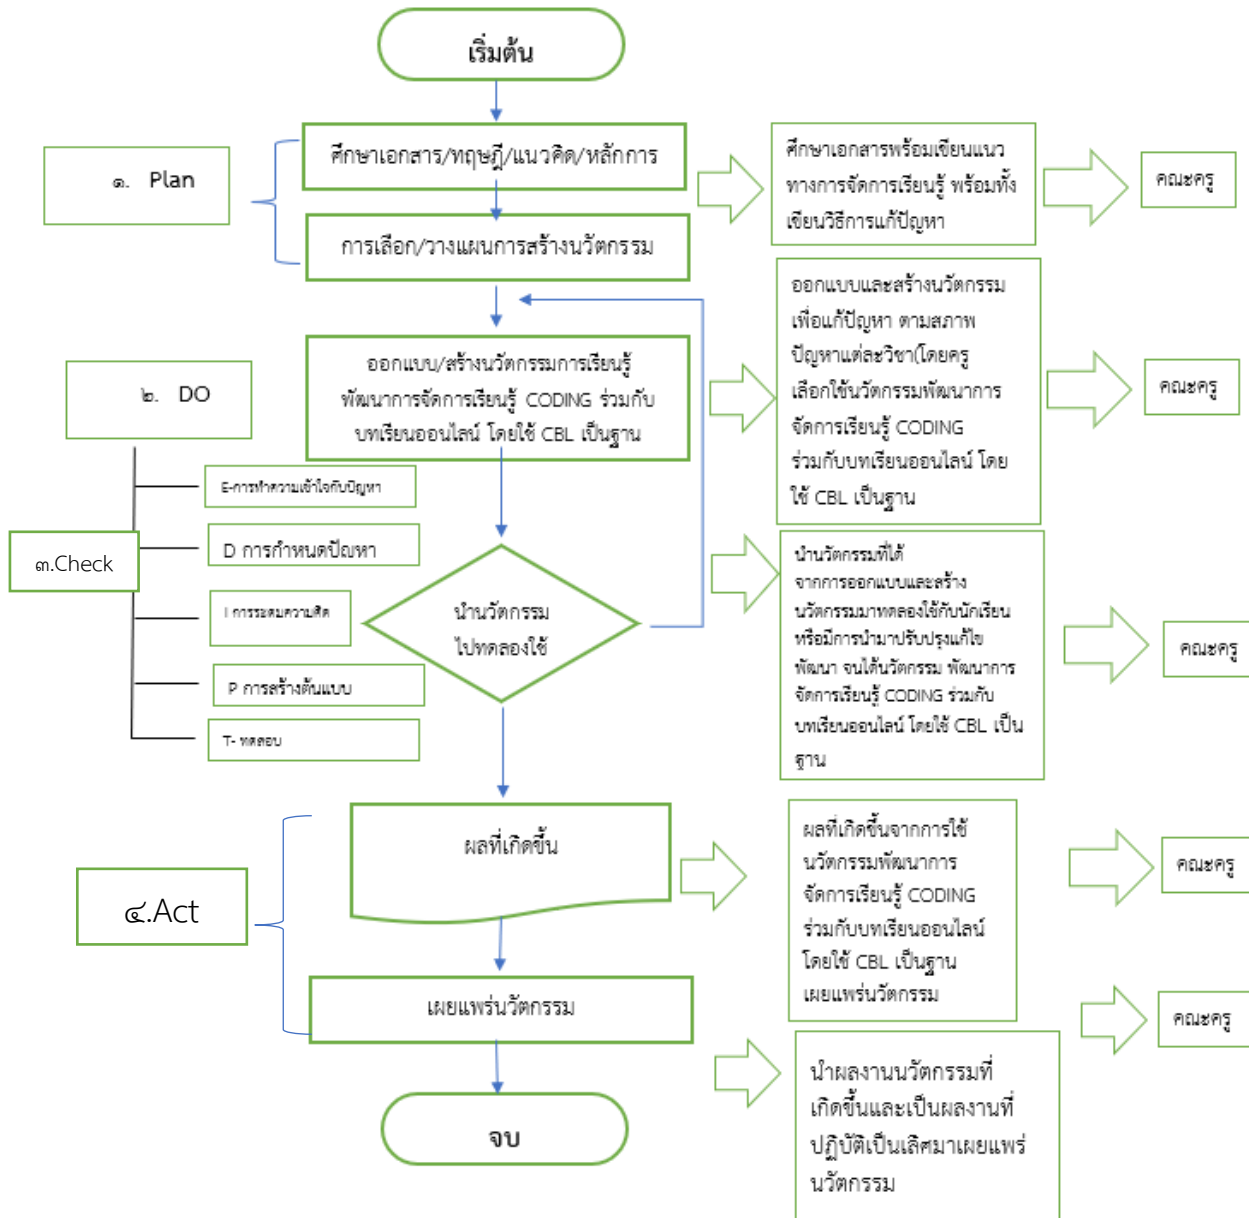 เริ่มต้น
๑. Plan
ศึกษาเอกสาร/ทฤษฎี/แนวคิด/หลักการ
การเลือก/วางแผนการสร้างนวัตกรรม
ศึกษาเอกสารพร้อมเขียนแนว
ทางการจัดการเรียนรู้ พร้อมทั้ง
เขียนวิธีการแก้ปัญหา
คณะครู
๒. DO
ออกแบบ/สร้างนวัตกรรมการเรียนรู้
พัฒนาการจัดการเรียนรู้ CODING ร่วมกับ
บทเรียนออนไลน์ โดยใช้ CBL เป็นฐาน
ออกแบบและสร้างนวัตกรรม
เพื่อแก้ปัญหา ตามสภาพ
ปัญหาแต่ละวิชา(โดยครู
เลือกใช้นวัตกรรมพัฒนาการ
จัดการเรียนรู้ CODING
ร่วมกับบทเรียนออนไลน์ โดย
ใช้ CBL เป็นฐาน
คณะครู
E-การทำความเข้าใจกับปัญหา
๓.Check
D การกำหนดปัญหา
I การระดมความคิด
P การสร้างต้นแบบ
T- ทดสอบ
นำนวัตกรรม
ไปทดลองใช้
นำนวัตกรรมที่ได้
จากการออกแบบและสร้าง
นวัตกรรมมาทดลองใช้กับนักเรียน
หรือมีการนำมาปรับปรุงแก้ไข
พัฒนา จนได้นวัตกรรม พัฒนาการ
จัดการเรียนรู้ CODING ร่วมกับ
บทเรียนออนไลน์ โดยใช้ CBL เป็น
ฐาน
คณะครู
๔.Act
ผลที่เกิดขึ้น
ผลที่เกิดขึ้นจากการใช้
นวัตกรรมพัฒนาการ
จัดการเรียนรู้ CODING
ร่วมกับบทเรียนออนไลน์
โดยใช้ CBL เป็นฐาน
เผยแพร่นวัตกรรม
คณะครู
เผยแพร่นวัตกรรม
นำผลงานนวัตกรรมที่
เกิดขึ้นและเป็นผลงานที่
ปฏิบัติเป็นเลิศมาเผยแพร่
นวัตกรรม
คณะครู
จบ